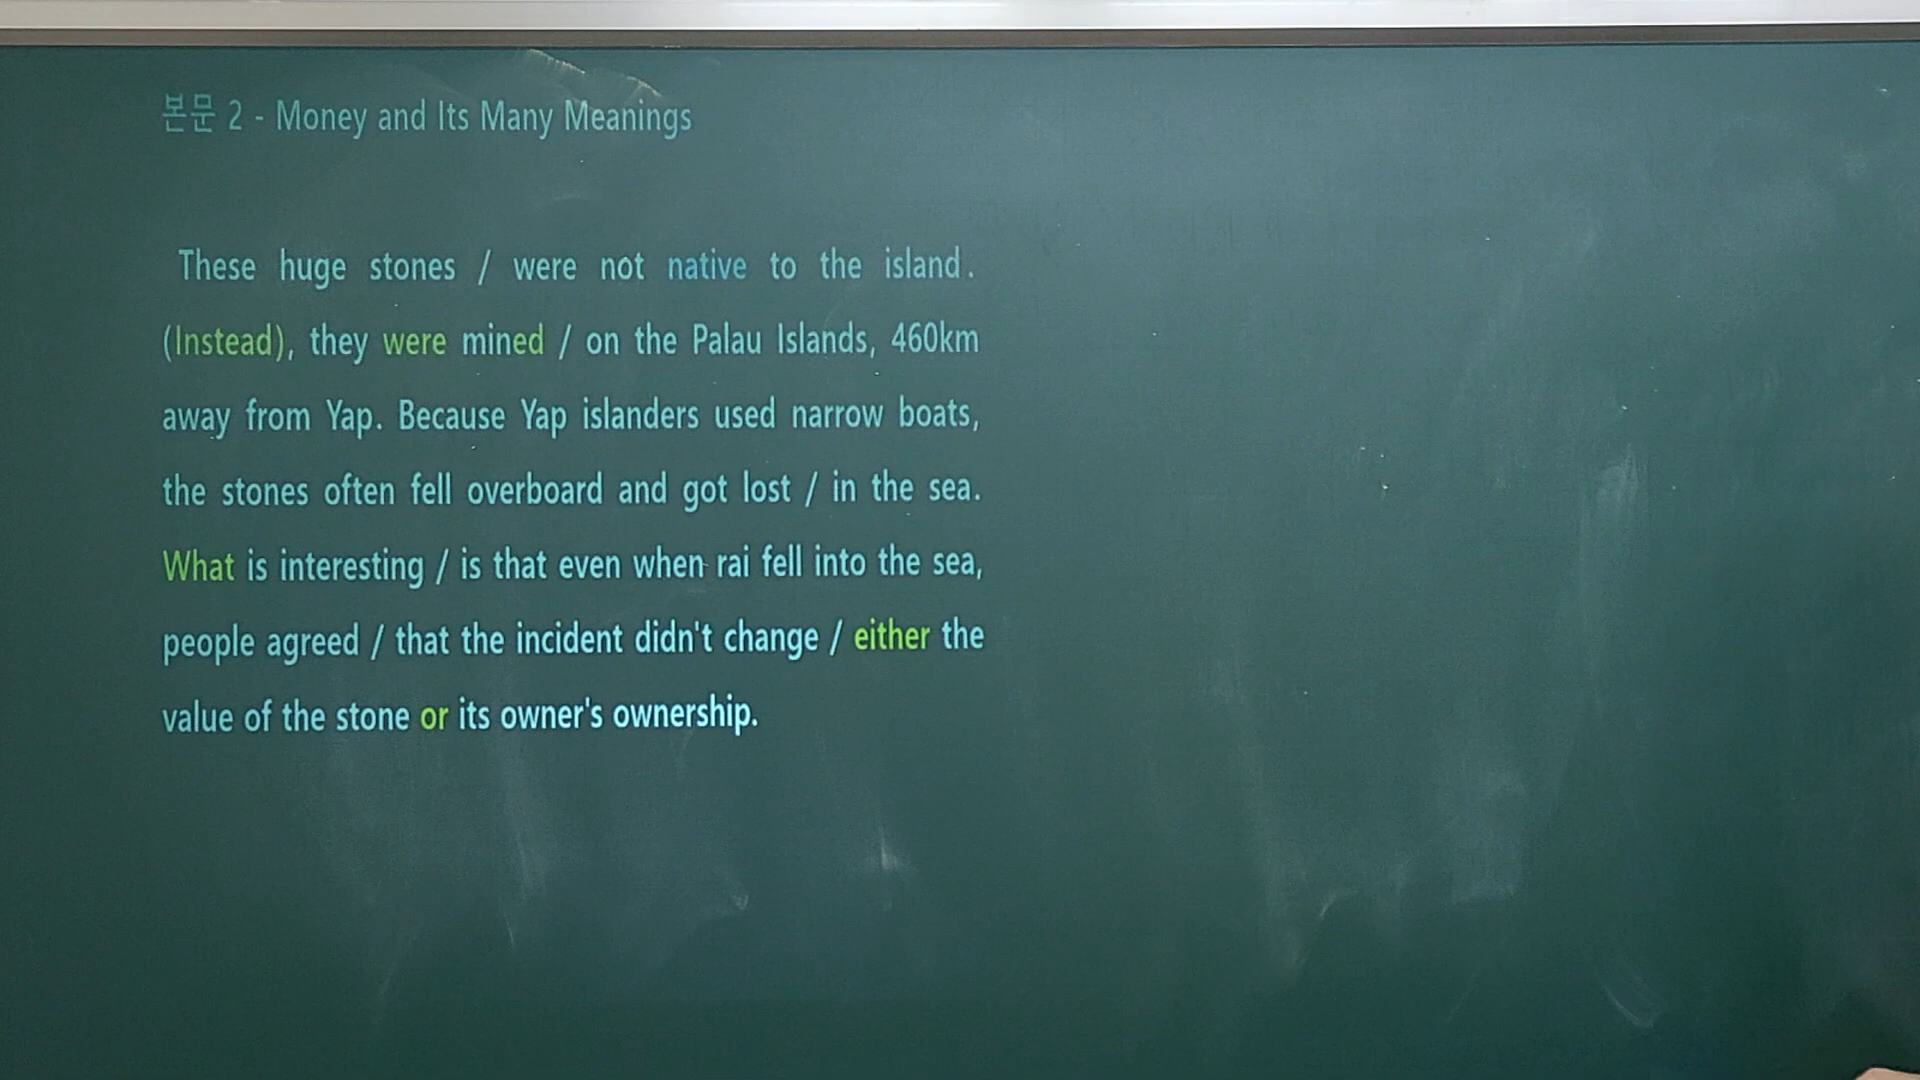 본문 2 - Money and Its Many Meanings
These huge stones / were not native to the island.
(Instead), they were mined / on the Palau Islands, 460km
away from Yap. Because Yap islanders used narrow boats,
the stones often fell overboard and got lost / in the sea.
What is interesting / is that even when rai fell into the sea,
people agreed / that the incident didn't change / either the
value of the stone or its owner's ownership.